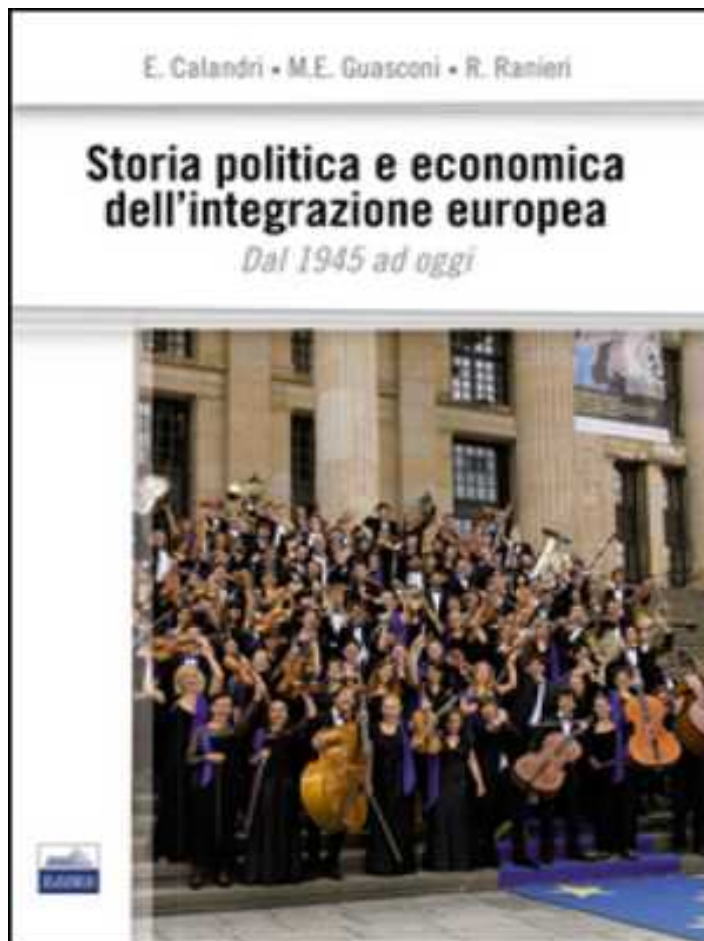 E. Calandri • M.E. Guasconi • R. Ranieri
Storia politica e economica
dell'integrazione europea
Dal 1945 ad oggi